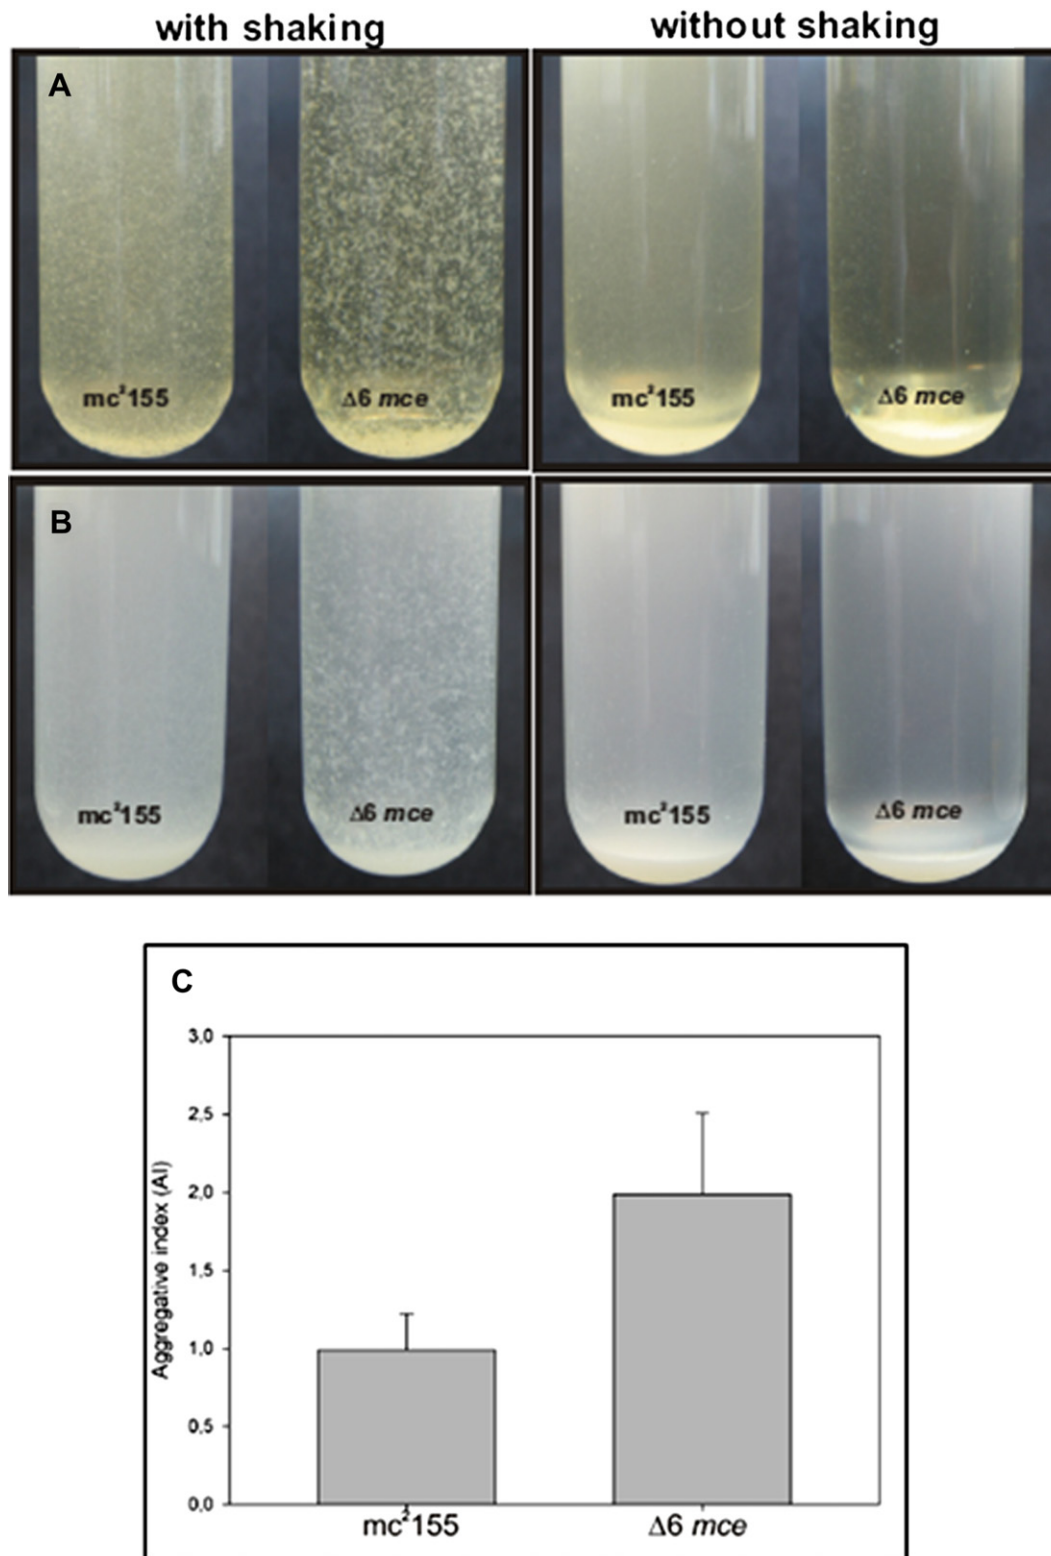 with shaking
without shaking
A
mc²155
Δ6 mce
mc²155
Δ6 mce
B
mc²155
Δ6 mce
mc²155
Δ6 mce
C
3,0
2,5
2,0
1,5
1,0
0,5
0,0
Aggregative index (AI)
mc²155
Δ6 mce